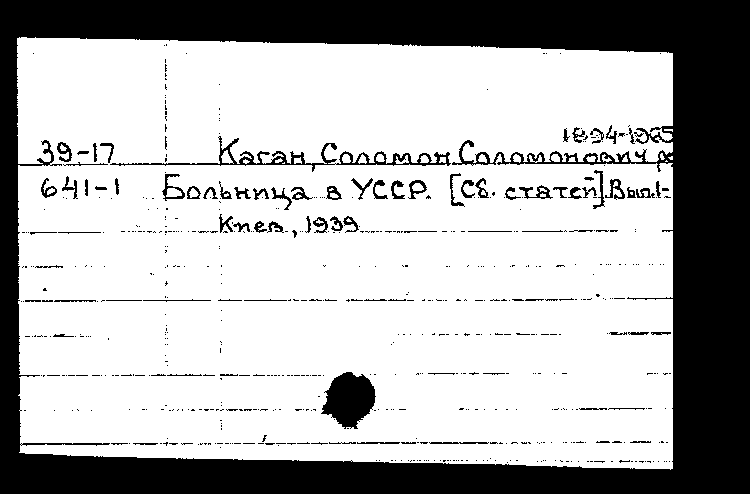 1894-1965
39-17 Каган, Соломон Соломонович
641-1 Больница в УССР. [Сб. статей]. Вып. 1-
Киев, 1939